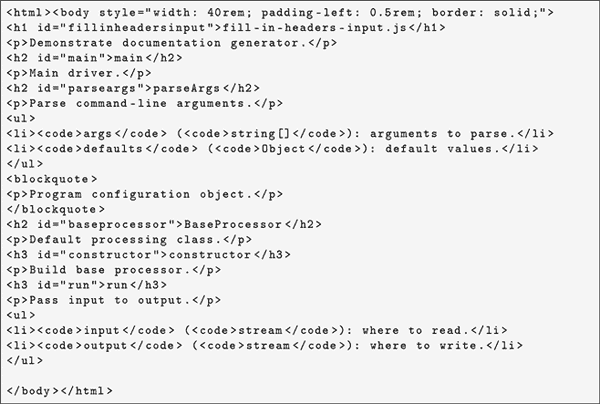 <html><body style="width: 40rem; padding-left: 0.5rem; border: solid;">
<h1 id="fillinheadersinput">fill-in-headers-input.js</h1>
<p>Demonstrate documentation generator.</p>
<h2 id="main">main</h2>
<p>Main driver.</p>
<h2 id="parseargs">parseArgs</h2>
<p>Parse command-line arguments.</p>
<ul>
<li><code>args</code> (<code>string[]</code>): arguments to parse.</li>
<li><code>defaults</code> (<code>Object</code>): default values.</li>
</ul>
<blockquote>
<p>Program configuration object.</p>
</blockquote>
<h2 id="baseprocessor">BaseProcessor</h2>
<p>Default processing class.</p>
<h3 id="constructor">constructor</h3>
<p>Build base processor.</p>
<h3 id="run">run</h3>
<p>Pass input to output.</p>
<ul>
<li><code>input</code> (<code>stream</code>): where to read.</li>
<li><code>output</code> (<code>stream</code>): where to write.</li>
</ul>

</body></html>